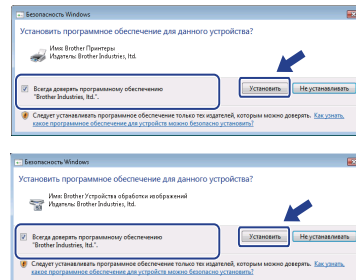 Безопасность Windows
Установить программное обеспечение для данного устройства?
Имя: Brother Принтеры
Издатель: Brother Industries, ltd.
Всегда доверять программному обеспечению
"Brother Industries, ltd.".
Установить
Не устанавливать
Следует устанавливать программное обеспечение только тех издателей, которым можно доверять. Как узнать,
какое программное обеспечение для устройств можно безопасно установить?
Безопасность Windows
Установить программное обеспечение для данного устройства?
Имя: Brother Устройства обработки изображений
Издатель: Brother Industries, ltd.
Всегда доверять программному обеспечению
"Brother Industries, ltd.".
Установить
Не устанавливать
Следует устанавливать программное обеспечение только тех издателей, которым можно доверять. Как узнать,
какое программное обеспечение для устройств можно безопасно установить?